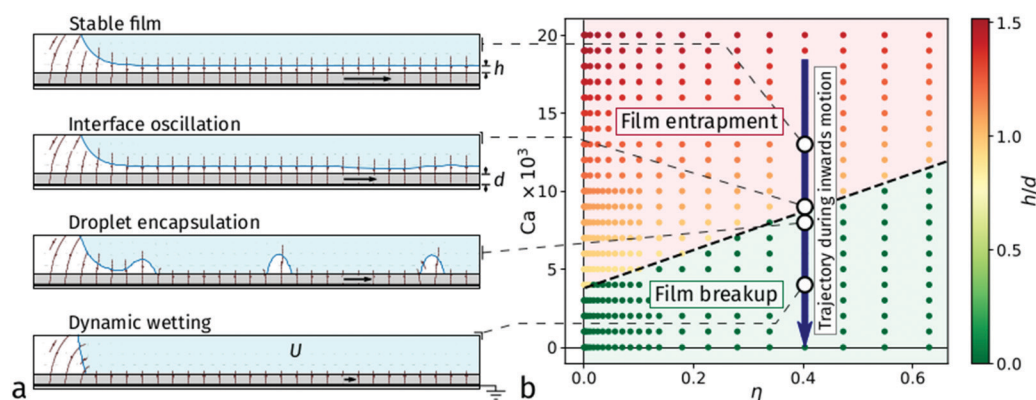 Stable film
h
Interface oscillation
d
Droplet encapsulation
Dynamic wetting
U
a
b
20
15
10
5
0
Ca × 10³
0.0
0.2
0.4
0.6
η
Film entrapment
Film breakup
Trajectory during inwards motion
1.5
1.0
0.5
0.0
h/d